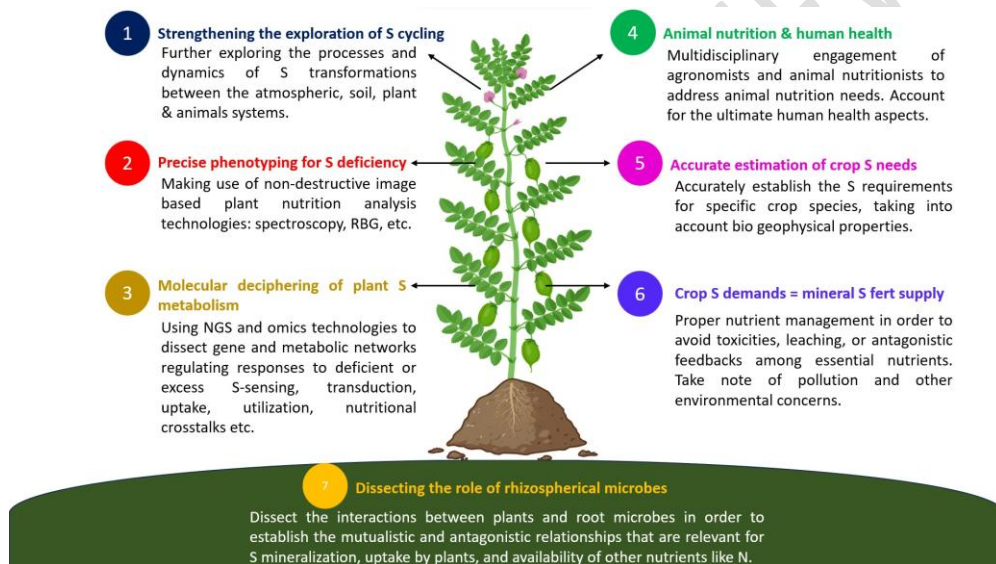 1
Strengthening the exploration of S cycling
Further exploring the processes and
dynamics of S transformations
between the atmospheric, soil, plant
& animals systems.
2
Precise phenotyping for S deficiency
Making use of non-destructive image
based plant nutrition analysis
technologies: spectroscopy, RBG, etc.
3
Molecular deciphering of plant S
metabolism
Using NGS and omics technologies to
dissect gene and metabolic networks
regulating responses to deficient or
excess S-sensing, transduction,
uptake, utilization, nutritional
crosstalks etc.
4
Animal nutrition & human health
Multidisciplinary engagement of
agronomists and animal nutritionists to
address animal nutrition needs. Account
for the ultimate human health aspects.
5
Accurate estimation of crop S needs
Accurately establish the S requirements
for specific crop species, taking into
account bio geophysical properties.
6
Crop S demands = mineral S fert supply
Proper nutrient management in order to
avoid toxicities, leaching, or antagonistic
feedbacks among essential nutrients.
Take note of pollution and other
environmental concerns.
7
Dissecting the role of rhizospherical microbes
Dissect the interactions between plants and root microbes in order to
establish the mutualistic and antagonistic relationships that are relevant for
S mineralization, uptake by plants, and availability of other nutrients like N.